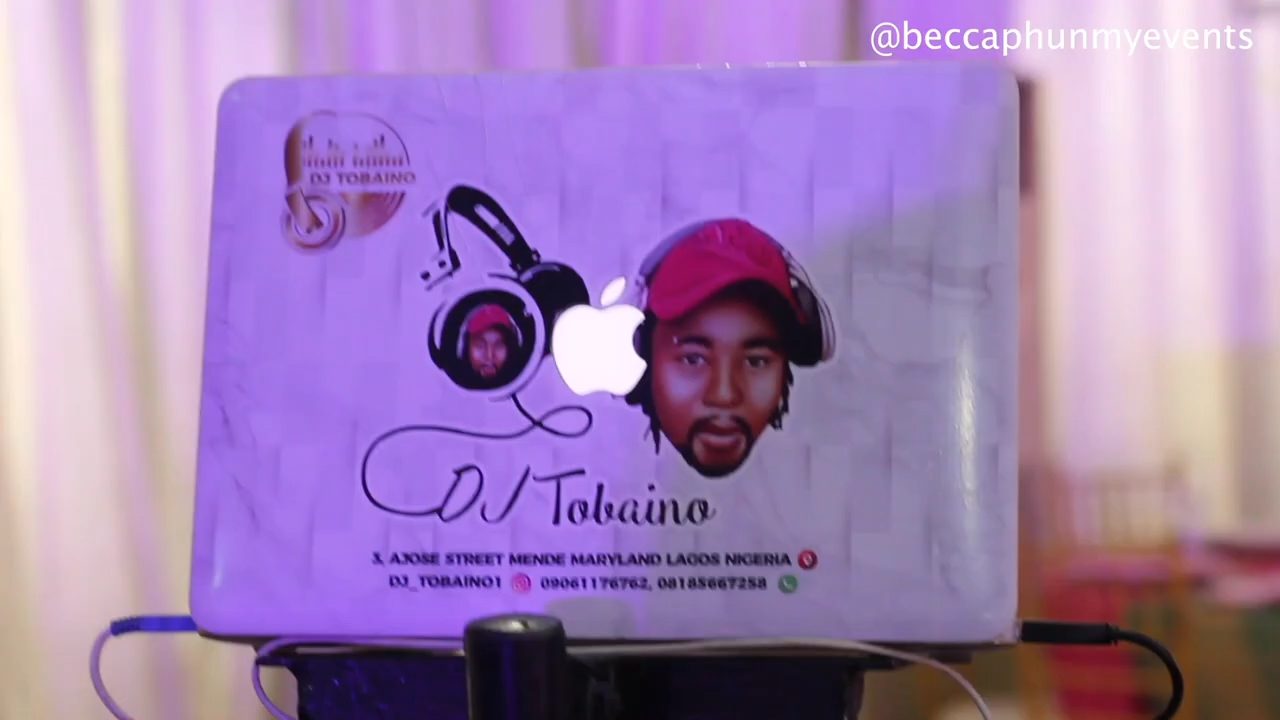 @beccaphunmyevents
DJ TOBAINO
DJ Tobaino
3, AJOSE STREET MENDE MARYLAND LAGOS NIGERIA
DJ_TOBAINO1 09061176762, 08185667258